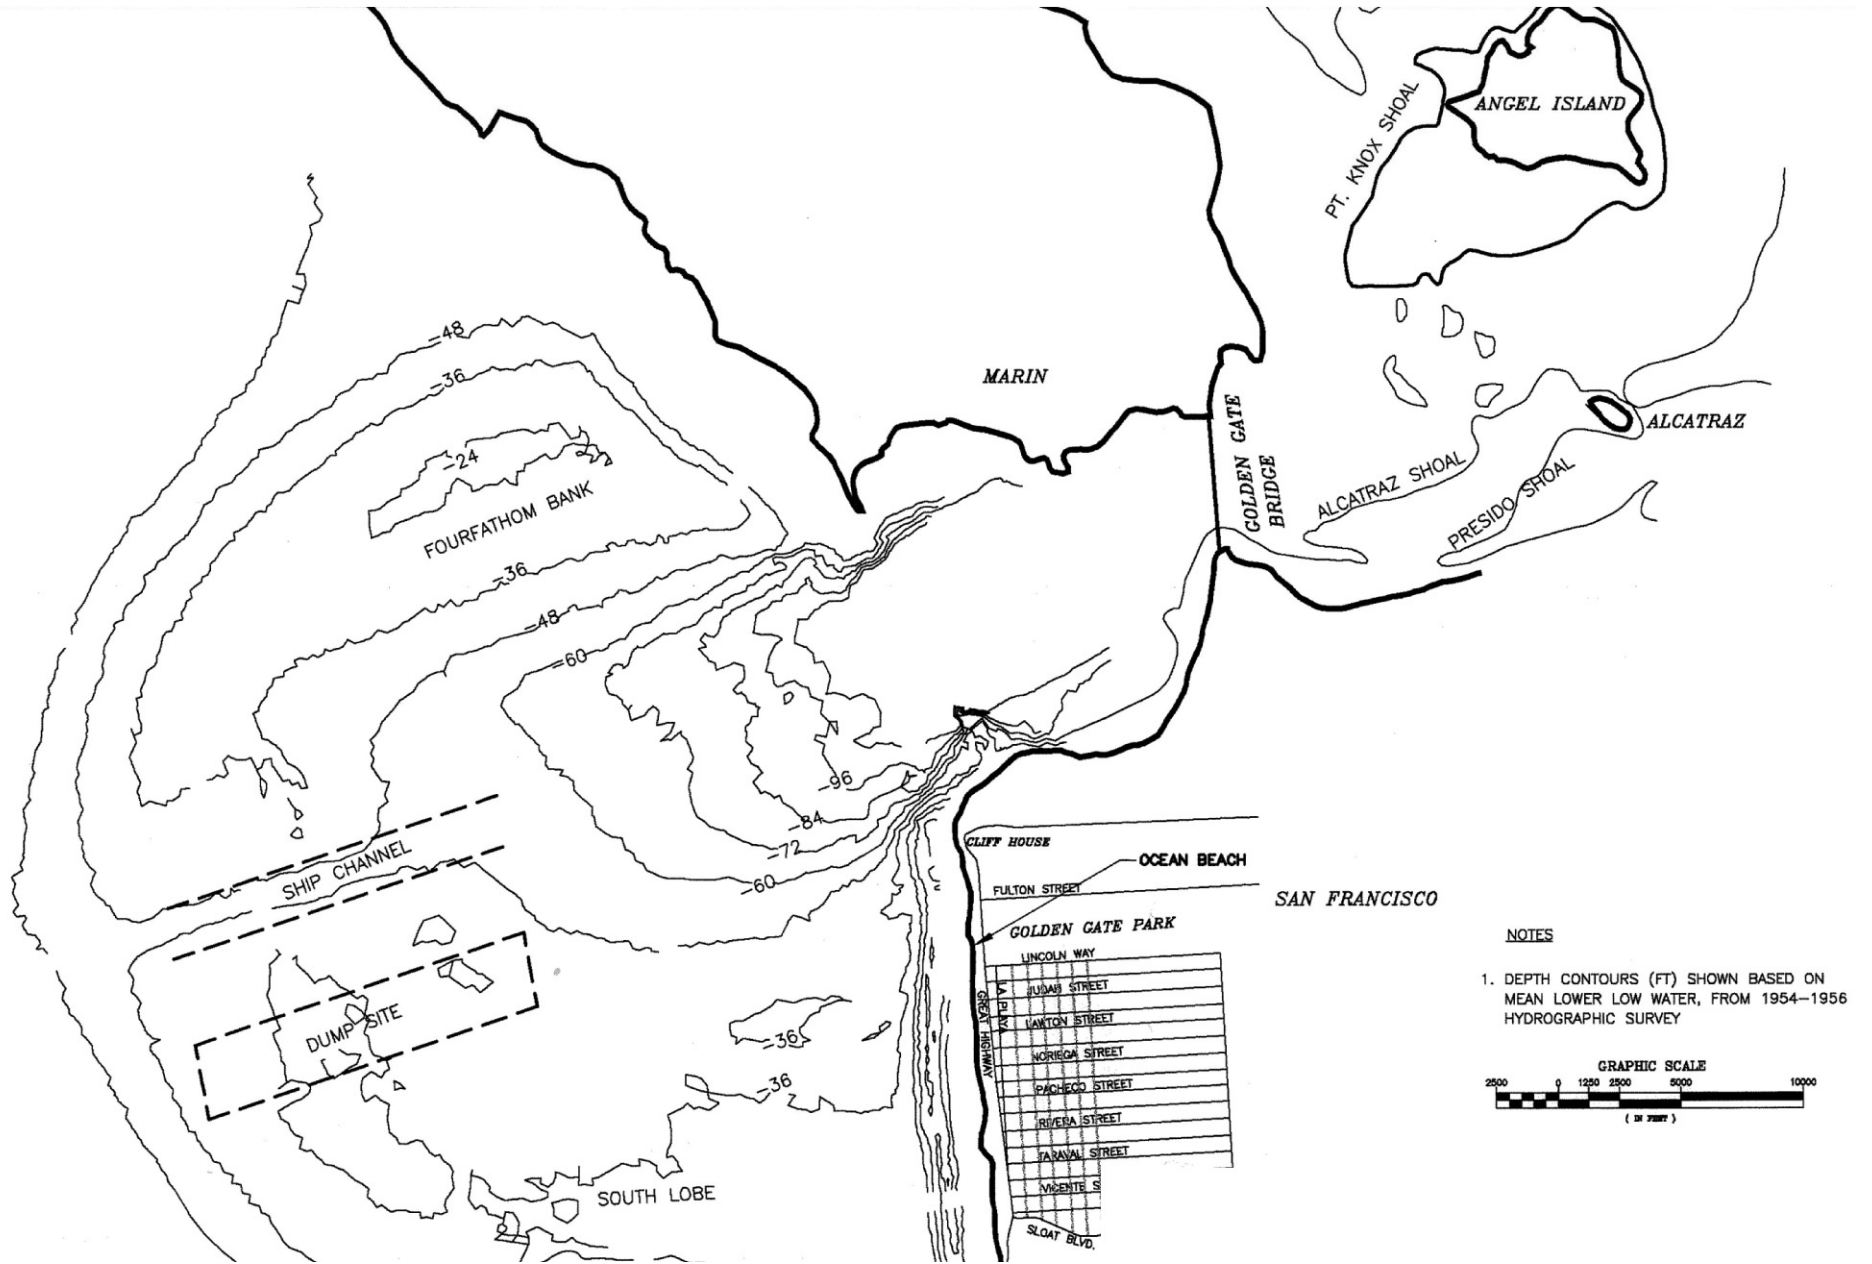 ANGEL ISLAND
PT. KNOX SHOAL
-48
-36
MARIN
GOLDEN GATE
BRIDGE
ALCATRAZ
ALCATRAZ SHOAL
PRESIDO SHOAL
-24
FOURFATHOM BANK
-36
-48
-60
-96
-84
-72
-60
SHIP CHANNEL
CLIFF HOUSE
OCEAN BEACH
FULTON STREET
SAN FRANCISCO
GOLDEN GATE PARK
LINCOLN WAY
JUDAH STREET
LA PLAYA
GREAT HIGHWAY
LAWTON STREET
NORIEGA STREET
PACHECO STREET
RIVERA STREET
TARAVAL STREET
VICENTE S
SLOAT BLVD.
DUMP SITE
-36
-36
SOUTH LOBE
NOTES
1. DEPTH CONTOURS (FT) SHOWN BASED ON
MEAN LOWER LOW WATER, FROM 1954-1956
HYDROGRAPHIC SURVEY
GRAPHIC SCALE
2500 0 1250 2500 5000 10000
( IN FEET )